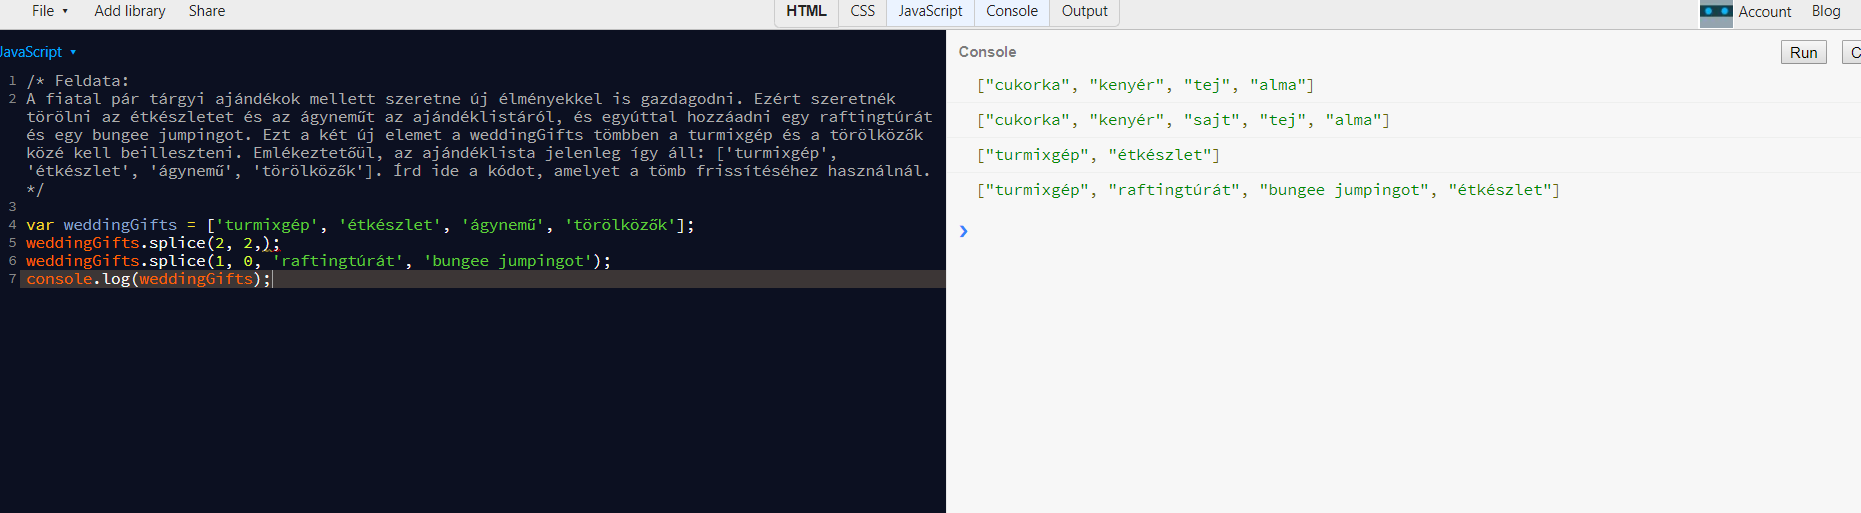 File ▾ Add library Share HTML CSS JavaScript Console Output Account Blog
JavaScript ▾
1 /* Feldata:
2 A fiatal pár tárgyi ajándékok mellett szeretne új élményekkel is gazdagodni. Ezért szeretnék
törölni az étkészletet és az ágyneműt az ajándéklistáról, és egyúttal hozzáadni egy raftingtúrát
és egy bungee jumpingot. Ezt a két új elemet a weddingGifts tömbben a turmixgép és a törölközők
közé kell beilleszteni. Emlékeztetőül, az ajándéklista jelenleg így áll: ['turmixgép',
'étkészlet', 'ágynemű', 'törölközők']. Írd ide a kódot, amelyet a tömb frissítéséhez használnál.
*/
3
4 var weddingGifts = ['turmixgép', 'étkészlet', 'ágynemű', 'törölközők'];
5 weddingGifts.splice(2, 2,);
6 weddingGifts.splice(1, 0, 'raftingtúrát', 'bungee jumpingot');
7 console.log(weddingGifts);
Console Run C
["cukorka", "kenyér", "tej", "alma"]
["cukorka", "kenyér", "sajt", "tej", "alma"]
["turmixgép", "étkészlet"]
["turmixgép", "raftingtúrát", "bungee jumpingot", "étkészlet"]